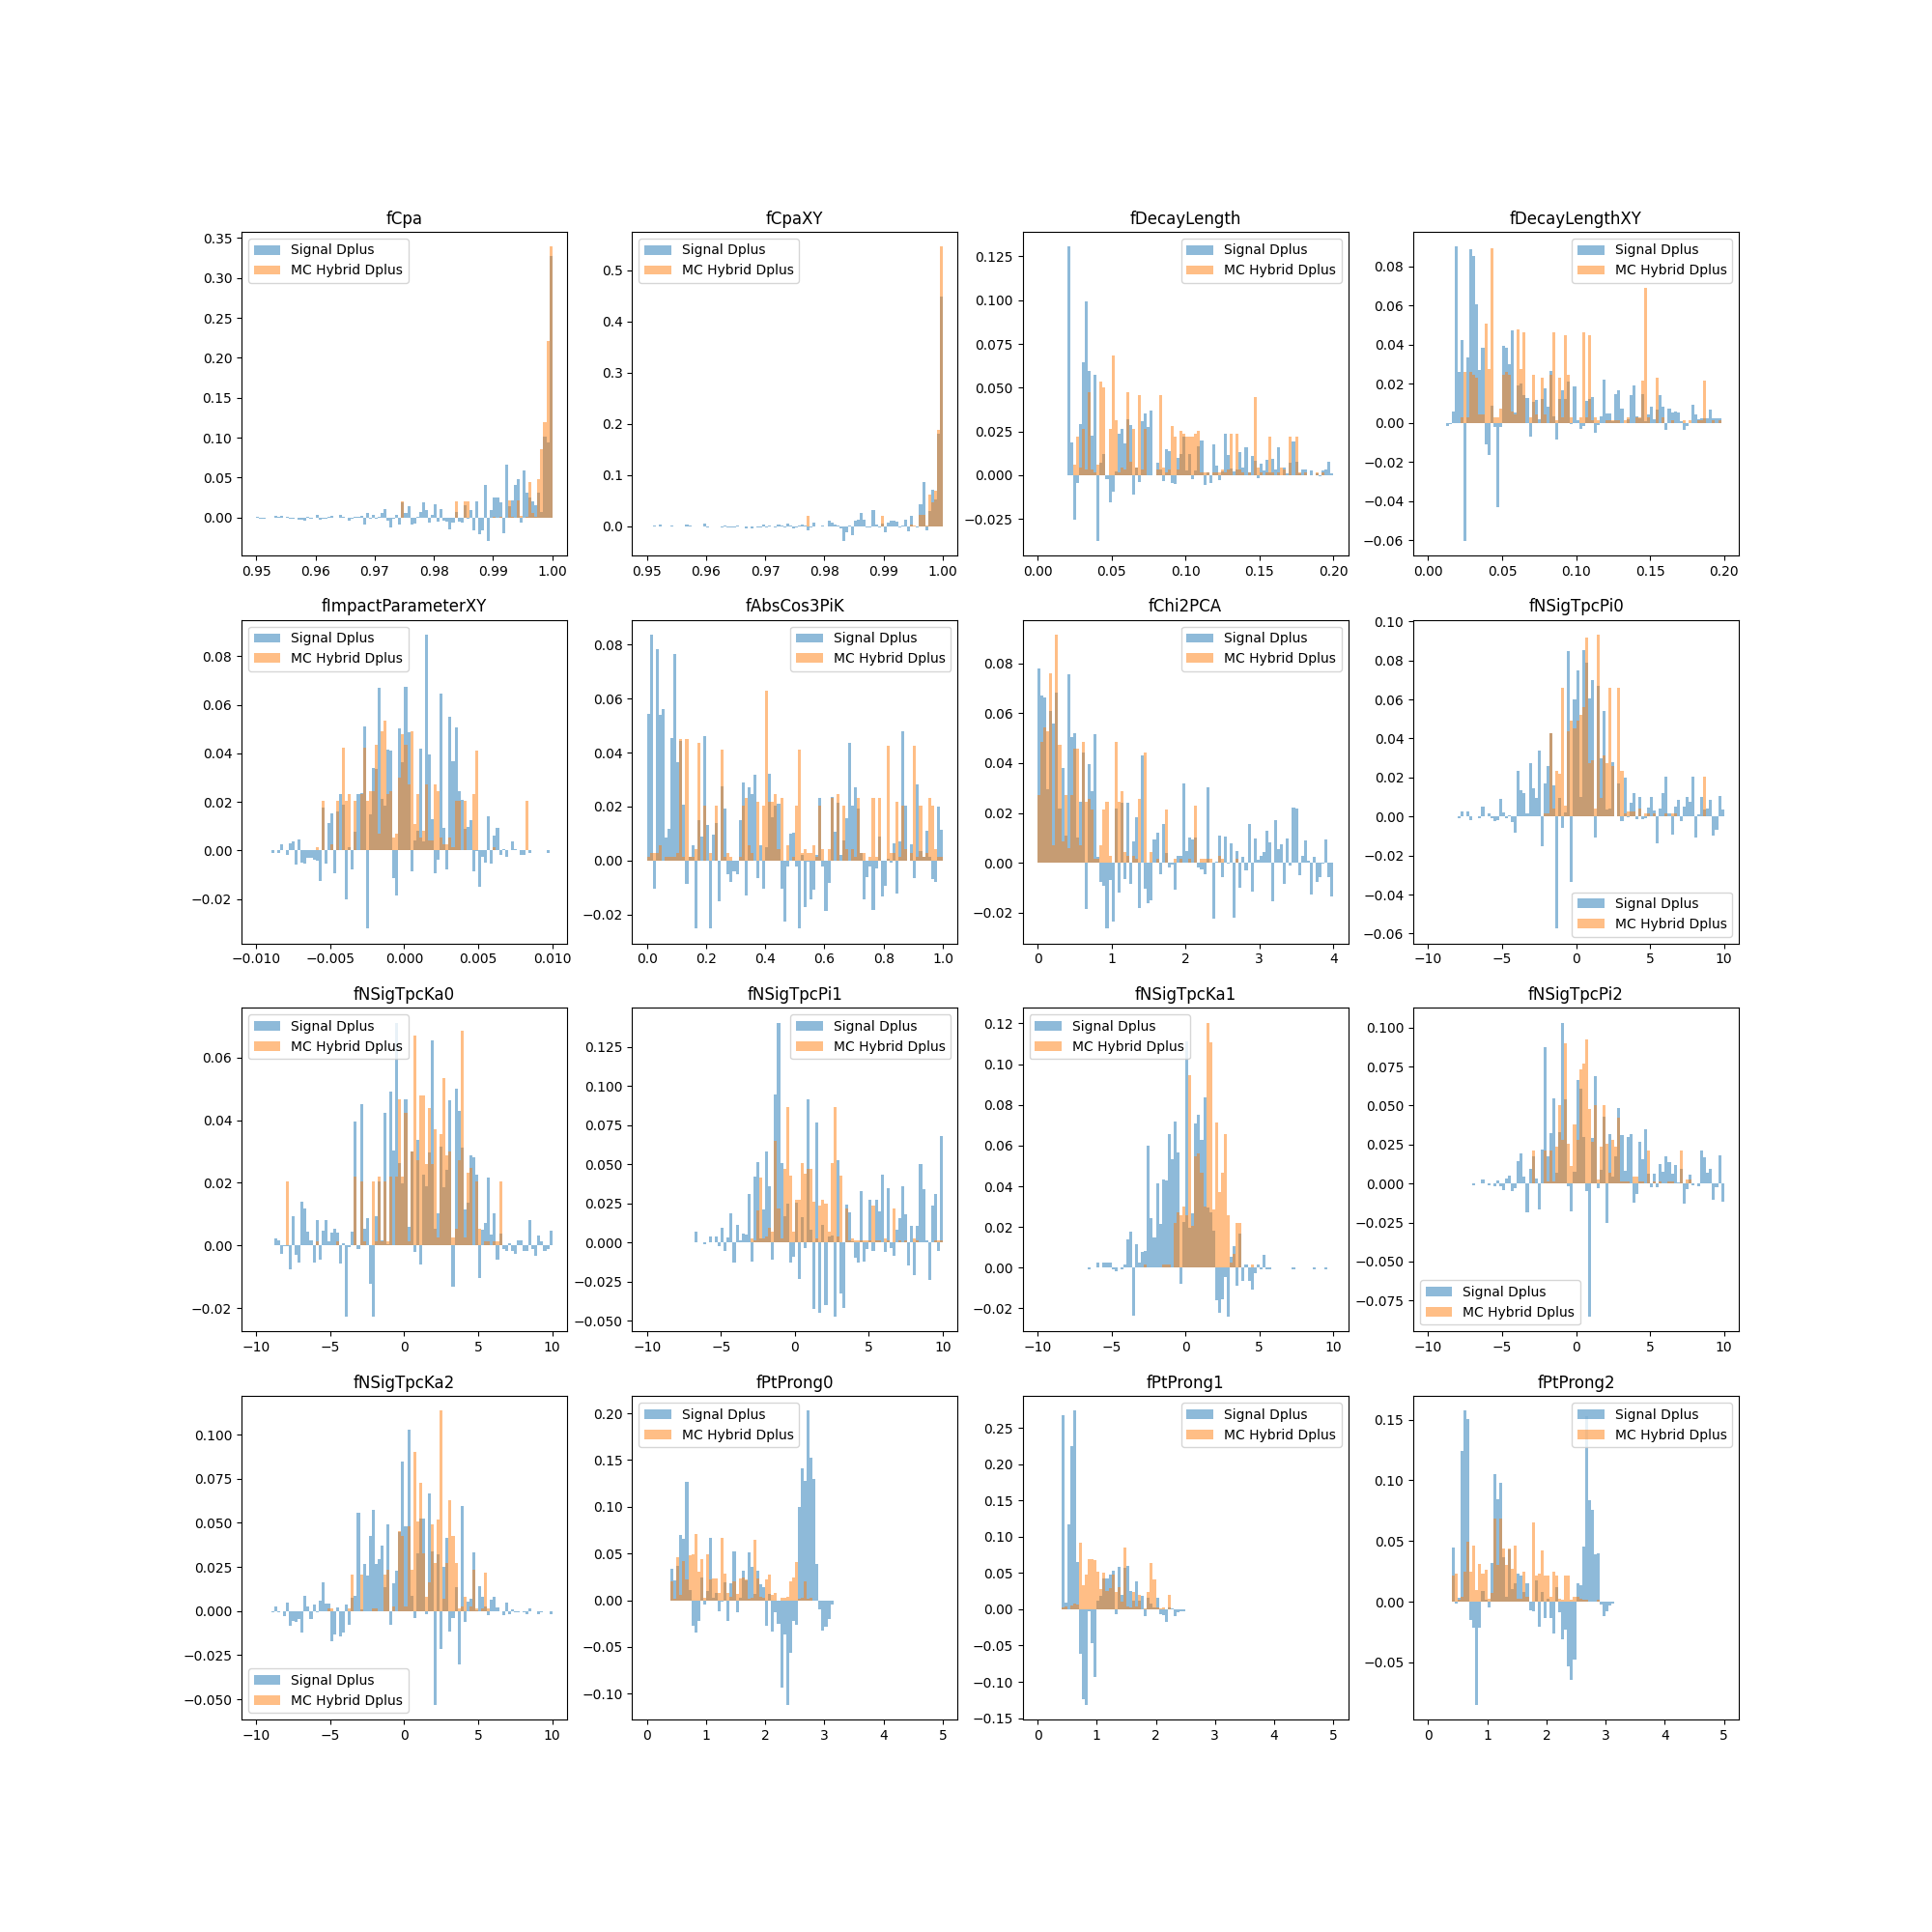 fCpa
Signal Dplus
MC Hybrid Dplus
0.35
0.30
0.25
0.20
0.15
0.10
0.05
0.00
0.95 0.96 0.97 0.98 0.99 1.00
fCpaXY
Signal Dplus
MC Hybrid Dplus
0.5
0.4
0.3
0.2
0.1
0.0
0.95 0.96 0.97 0.98 0.99 1.00
fDecayLength
Signal Dplus
MC Hybrid Dplus
0.125
0.100
0.075
0.050
0.025
0.000
−0.025
0.00 0.05 0.10 0.15 0.20
fDecayLengthXY
Signal Dplus
MC Hybrid Dplus
0.08
0.06
0.04
0.02
0.00
−0.02
−0.04
−0.06
0.00 0.05 0.10 0.15 0.20
fImpactParameterXY
Signal Dplus
MC Hybrid Dplus
0.08
0.06
0.04
0.02
0.00
−0.02
−0.010 −0.005 0.000 0.005 0.010
fAbsCos3PiK
Signal Dplus
MC Hybrid Dplus
0.08
0.06
0.04
0.02
0.00
−0.02
0.0 0.2 0.4 0.6 0.8 1.0
fChi2PCA
Signal Dplus
MC Hybrid Dplus
0.08
0.06
0.04
0.02
0.00
−0.02
0 1 2 3 4
fNSigTpcPi0
0.10
0.08
0.06
0.04
0.02
0.00
−0.02
−0.04
−0.06
Signal Dplus
MC Hybrid Dplus
−10 −5 0 5 10
fNSigTpcKa0
Signal Dplus
MC Hybrid Dplus
0.06
0.04
0.02
0.00
−0.02
−10 −5 0 5 10
fNSigTpcPi1
Signal Dplus
MC Hybrid Dplus
0.125
0.100
0.075
0.050
0.025
0.000
−0.025
−0.050
−10 −5 0 5 10
fNSigTpcKa1
Signal Dplus
MC Hybrid Dplus
0.12
0.10
0.08
0.06
0.04
0.02
0.00
−0.02
−10 −5 0 5 10
fNSigTpcPi2
0.100
0.075
0.050
0.025
0.000
−0.025
−0.050
−0.075
Signal Dplus
MC Hybrid Dplus
−10 −5 0 5 10
fNSigTpcKa2
0.100
0.075
0.050
0.025
0.000
−0.025
−0.050
Signal Dplus
MC Hybrid Dplus
−10 −5 0 5 10
fPtProng0
Signal Dplus
MC Hybrid Dplus
0.20
0.15
0.10
0.05
0.00
−0.05
−0.10
0 1 2 3 4 5
fPtProng1
Signal Dplus
MC Hybrid Dplus
0.25
0.20
0.15
0.10
0.05
0.00
−0.05
−0.10
−0.15
0 1 2 3 4 5
fPtProng2
Signal Dplus
MC Hybrid Dplus
0.15
0.10
0.05
0.00
−0.05
0 1 2 3 4 5